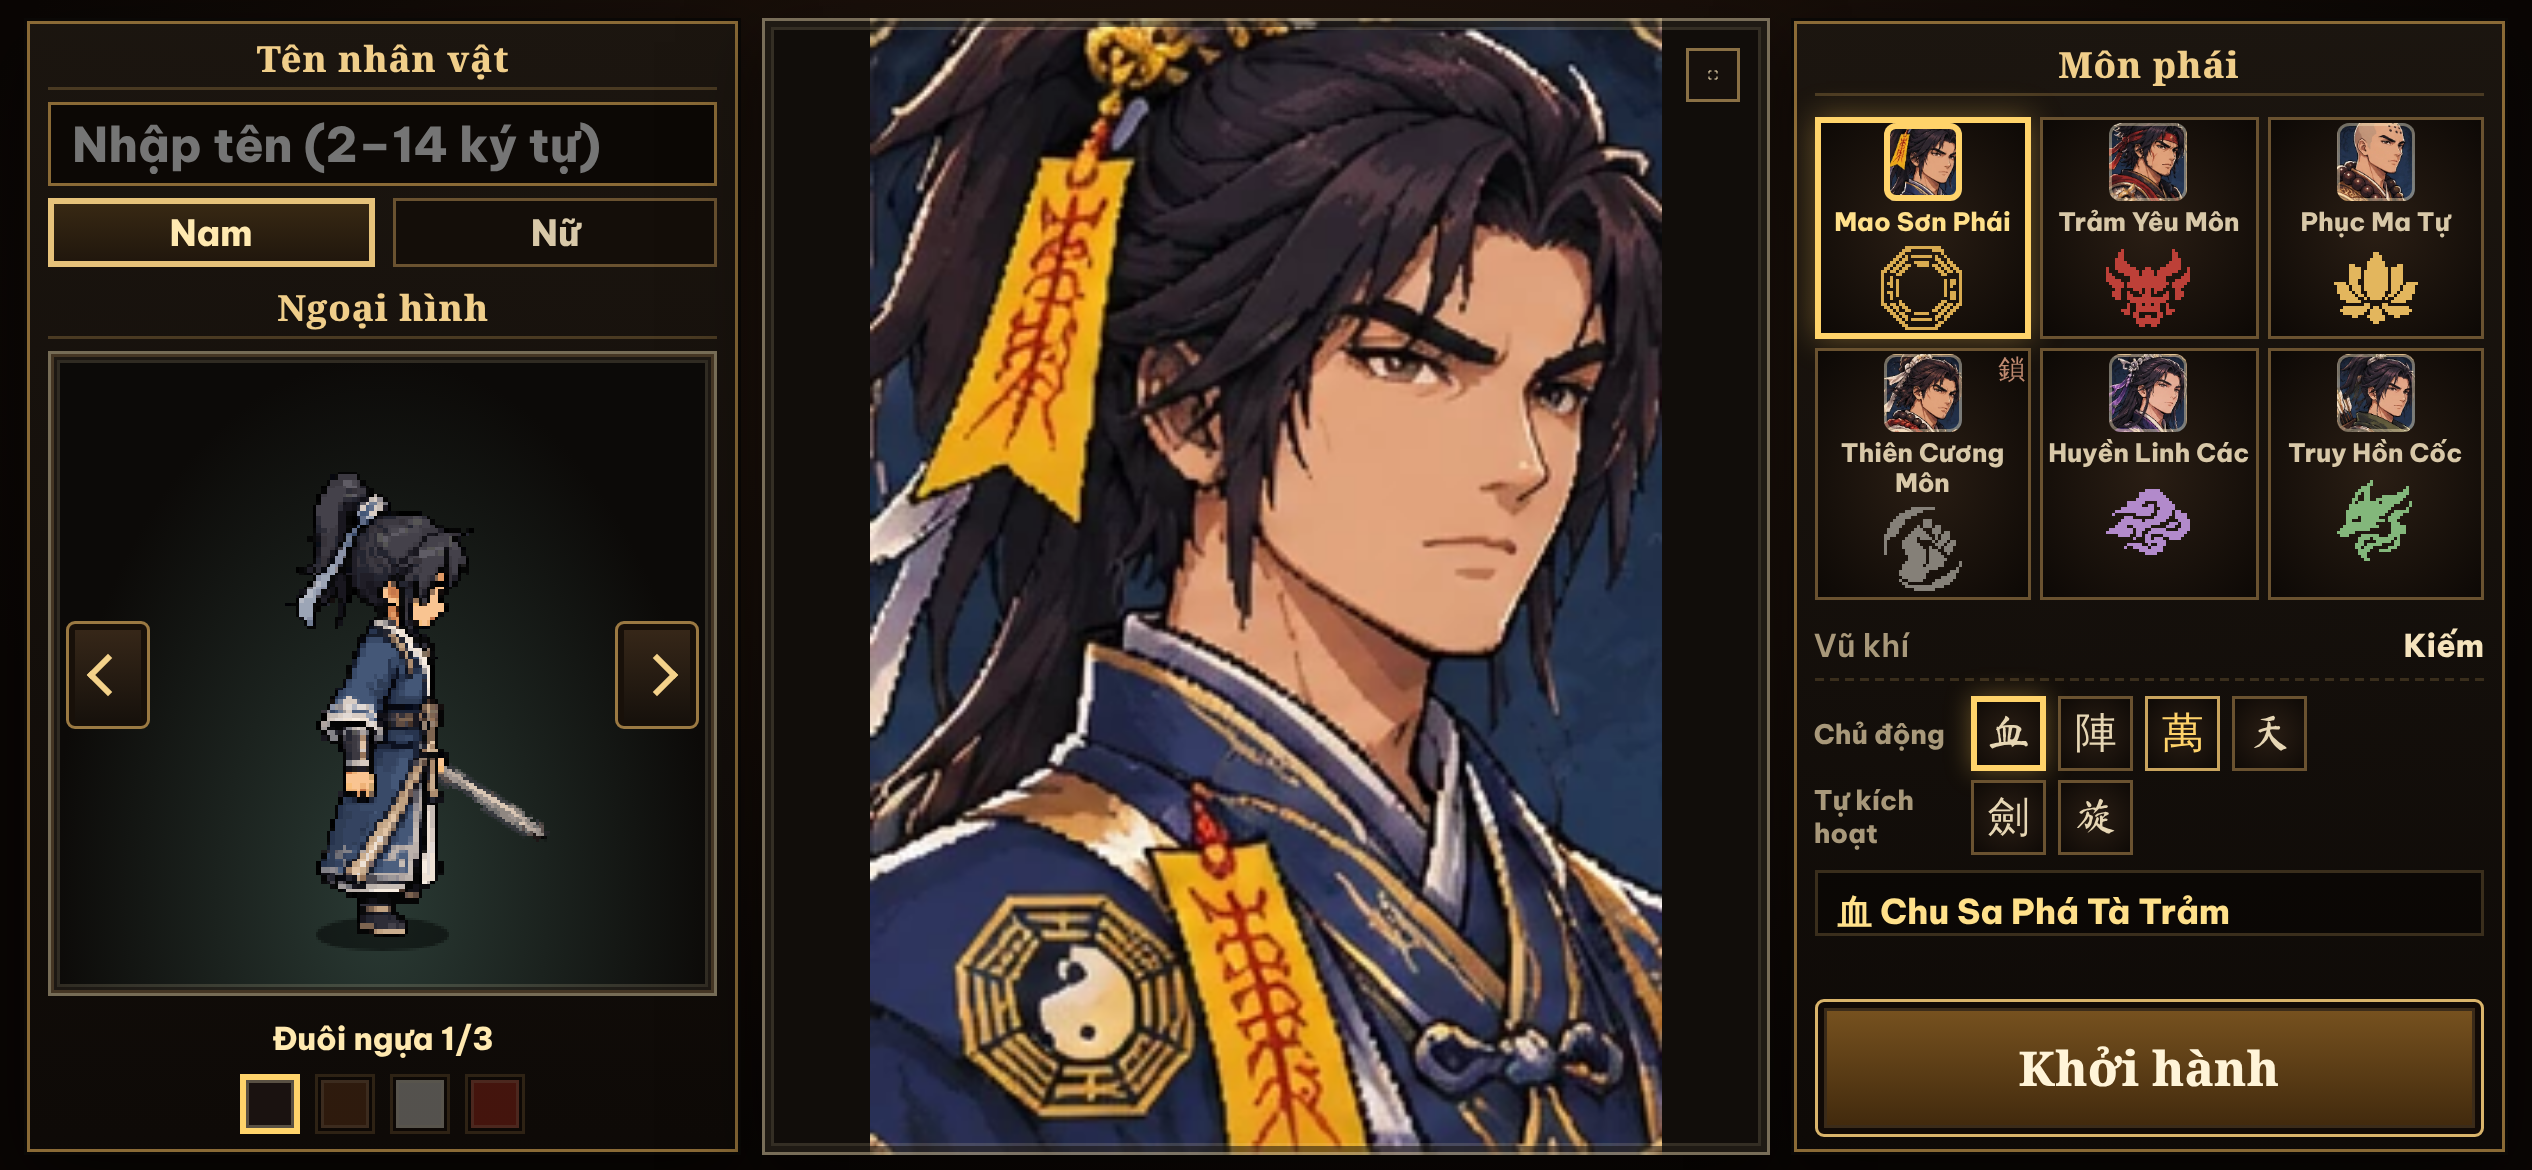 Tên nhân vật
Nhập tên (2–14 ký tự)
Nam
Nữ
Ngoại hình
Đuôi ngựa 1/3
Môn phái
Mao Sơn Phái
Trảm Yêu Môn
Phục Ma Tự
鎖
Thiên Cương
Môn
Huyền Linh Các
Truy Hồn Cốc
Vũ khí
Kiếm
Chủ động
血 陣 萬 天
Tự kích
hoạt
劍 旋
血 Chu Sa Phá Tà Trảm
Khởi hành